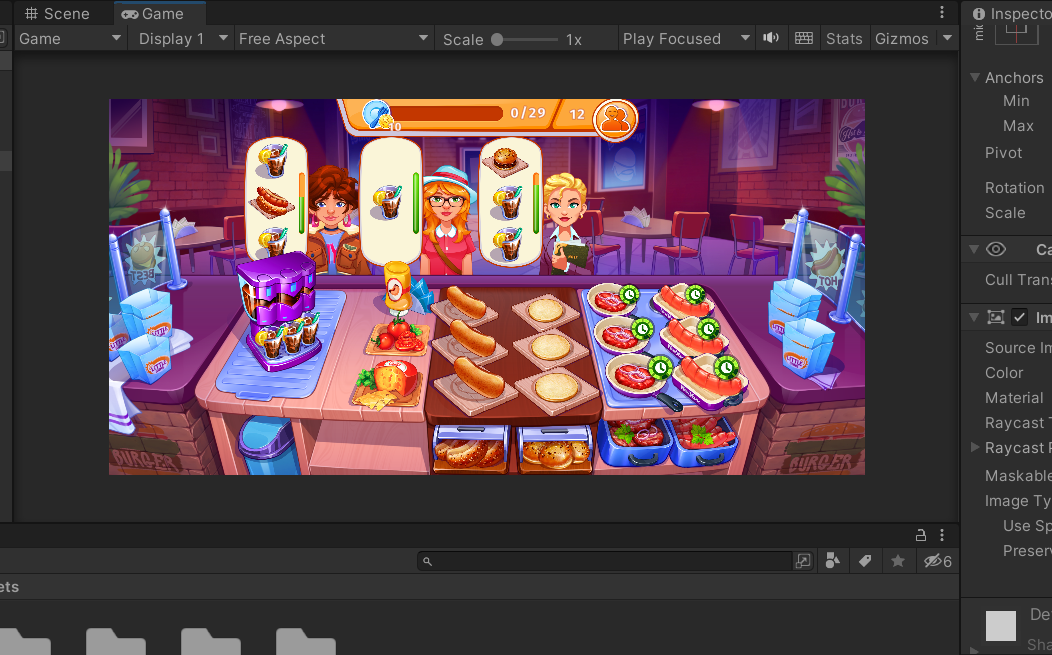 Scene
Game
Inspecto
Game
Display 1
Free Aspect
Scale
1x
Play Focused
Stats
Gizmos
Anchors
Min
Max
Pivot
Rotation
Scale
Ca
Cull Trans
Im
Source Im
Color
Material
Raycast T
Raycast P
Maskable
Image Ty
Use Sp
Preserv
0/29
12
10
BEST
HOT
BURGER
BURGER
6
ets
De
Sha